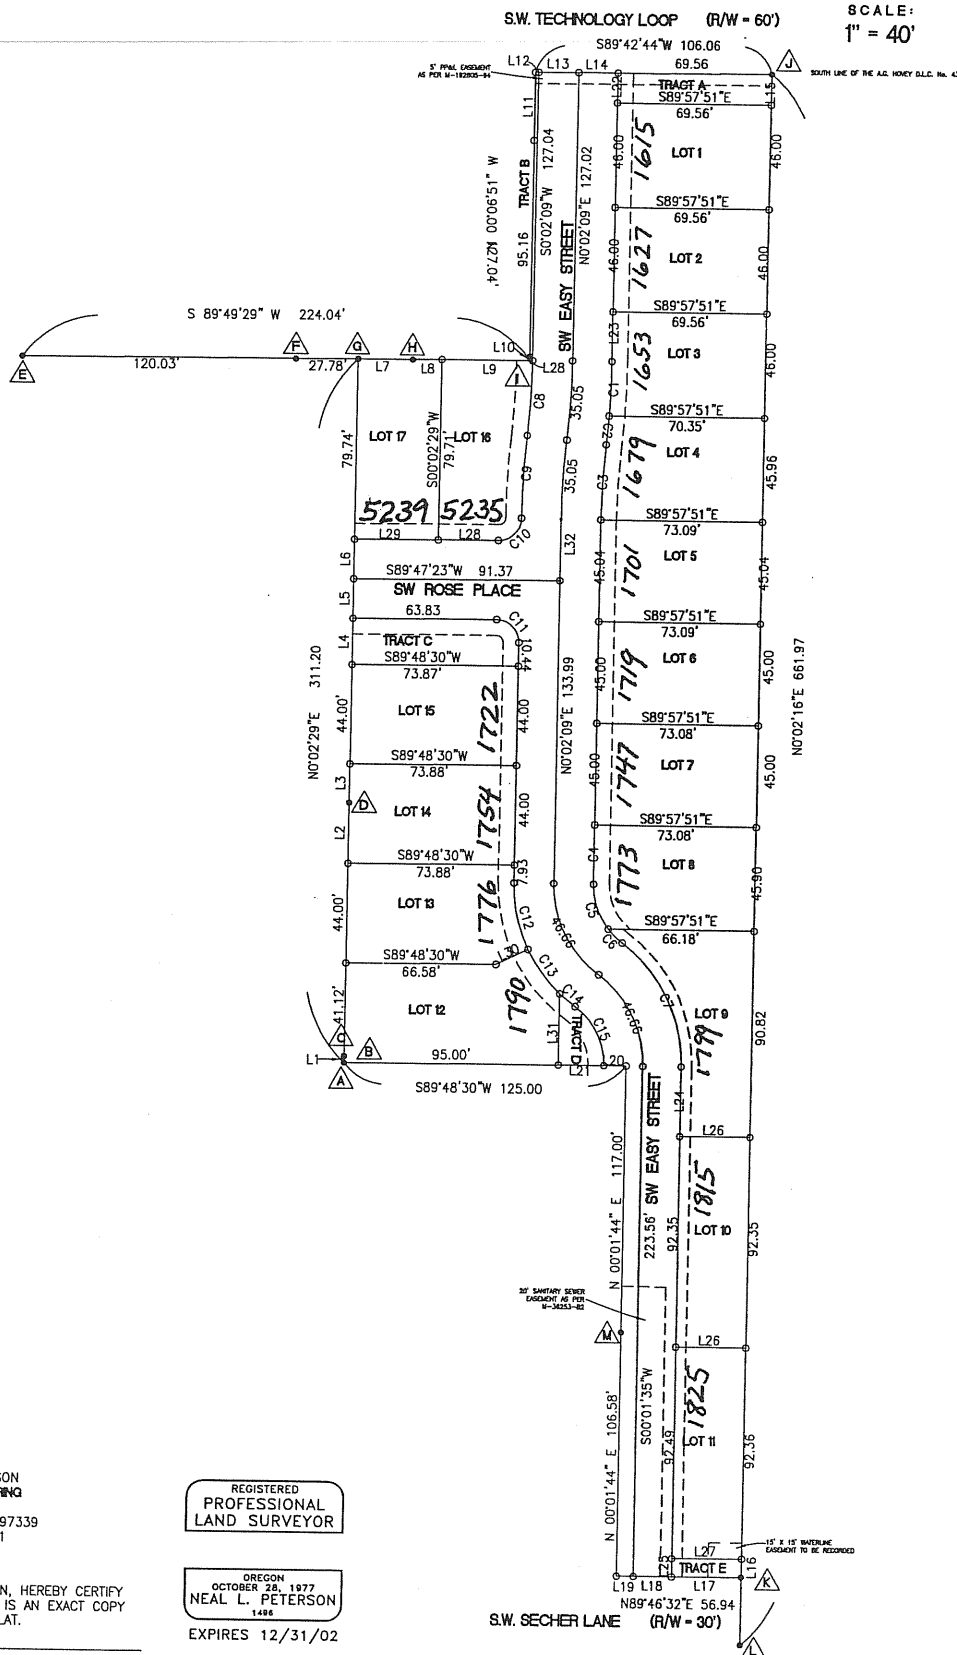 S.W. TECHNOLOGY LOOP (R/W = 60')
SCALE:
1" = 40'
S89°42'44"W 106.06
L12
L13
L14
69.56
J
5' PP&L EASEMENT
AS PER M-192805-94
SOUTH LINE OF THE A.G. HOVEY D.L.C. No. 4
TRACT A
L22
L15
S89°57'51"E
69.56'
L11
TRACT B
95.16
N 00°06'51" W
127.04'
S0°02'09"W 127.04
SW EASY STREET
N0°02'09"E 127.02
46.00
1615
LOT 1
46.00
S89°57'51"E
69.56'
46.00
1627
LOT 2
46.00
S89°57'51"E
69.56'
L23
1653
LOT 3
46.00
S 89°49'29" W 224.04'
E
120.03'
F
27.78'
G
L7
H
L8
L9
L10
I
L28
C8
35.05
C1
S89°57'51"E
70.35'
C2
LOT 17
79.74'
S00°02'29"W
79.71'
LOT 16
C9
35.05
C3
1679
LOT 4
45.96
5239
5235
L29
L28
C10
S89°57'51"E
73.09'
L6
L32
45.04
1701
LOT 5
45.04
S89°47'23"W 91.37
SW ROSE PLACE
L5
63.83
C11
S89°57'51"E
73.09'
L4
TRACT C
10.44
S89°48'30"W
73.87'
45.00
1719
LOT 6
45.00
N0°02'29"E 311.20
N0°02'16"E 661.97
44.00'
LOT 15
1722
44.00
N0°02'09"E 133.99
S89°57'51"E
73.08'
S89°48'30"W
73.88'
45.00
1747
LOT 7
45.00
L3
D
L2
LOT 14
1754
44.00
S89°57'51"E
73.08'
S89°48'30"W
73.88'
7.93
C4
1773
LOT 8
45.90
44.00'
LOT 13
1776
C12
46.66
C5
C6
S89°57'51"E
66.18'
S89°48'30"W
66.58'
L30
C13
C14
C7
46.66
41.12'
LOT 12
1790
L31
TRACT D
C15
LOT 9
1799
90.82
C
B
L1
A
95.00'
L21
20
S89°48'30"W 125.00
L24
L26
N 00°01'44" E 117.00'
223.56'
SW EASY STREET
92.35
1815
LOT 10
92.35
20' SANITARY SEWER
EASEMENT AS PER
M-36253-82
M
L26
N 00°01'44" E 106.58'
S00°01'35"W
92.49
1825
LOT 11
92.36
15' X 15' WATERLINE
EASEMENT TO BE RECORDED
L27
L25
TRACT E
L16
L19
L18
L17
K
N89°46'32"E 56.94
S.W. SECHER LANE (R/W = 30')
L
SON
RING
97339
1
N, HEREBY CERTIFY
IS AN EXACT COPY
LAT.
REGISTERED
PROFESSIONAL
LAND SURVEYOR
OREGON
OCTOBER 28, 1977
NEAL L. PETERSON
1496
EXPIRES 12/31/02